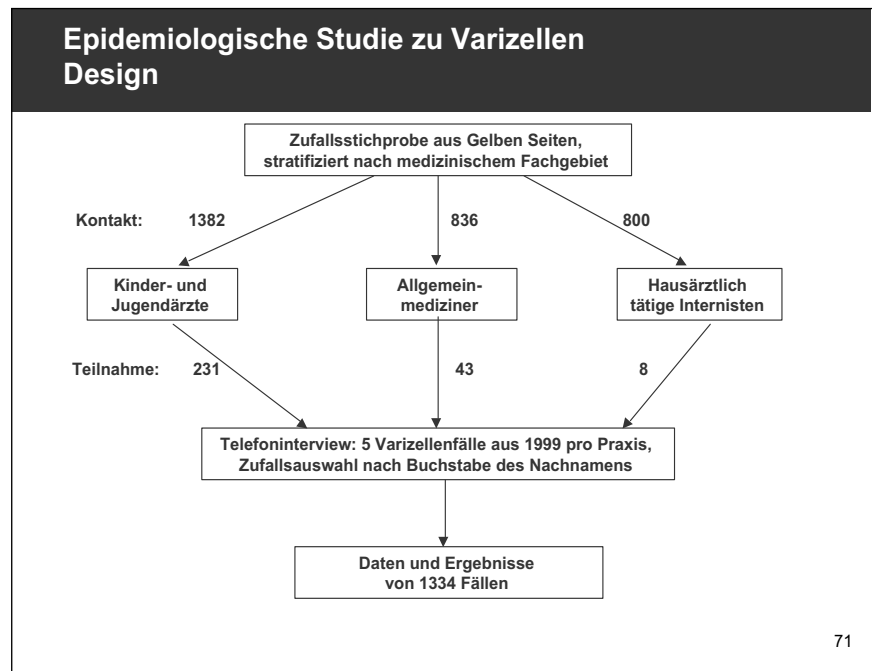 Epidemiologische Studie zu Varizellen
Design
Zufallsstichprobe aus Gelben Seiten,
stratifiziert nach medizinischem Fachgebiet
Kontakt: 1382 836 800
Kinder- und
Jugendärzte
Allgemein-
mediziner
Hausärztlich
tätige Internisten
Teilnahme: 231 43 8
Telefoninterview: 5 Varizellenfälle aus 1999 pro Praxis,
Zufallsauswahl nach Buchstabe des Nachnamens
Daten und Ergebnisse
von 1334 Fällen
71